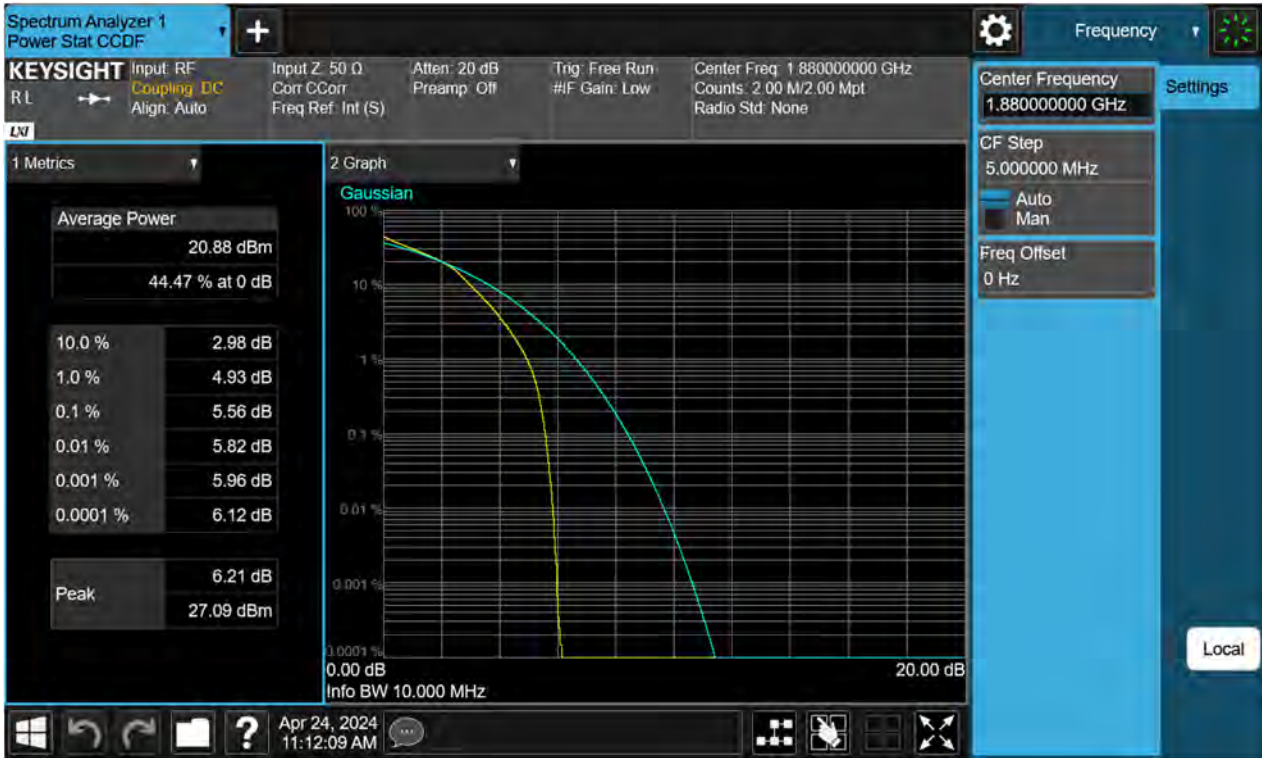 Spectrum Analyzer 1
Power Stat CCDF
+
Frequency
KEYSIGHT
R L
LXI
Input: RF
Coupling: DC
Align: Auto
Input Z: 50 Ω
Corr CCorr
Freq Ref: Int (S)
Atten: 20 dB
Preamp: Off
Trig: Free Run
#IF Gain: Low
Center Freq: 1.880000000 GHz
Counts: 2.00 M/2.00 Mpt
Radio Std: None
Center Frequency
1.880000000 GHz
Settings
CF Step
5.000000 MHz
Auto
Man
Freq Offset
0 Hz
1 Metrics
Average Power
20.88 dBm
44.47 % at 0 dB
10.0 % 2.98 dB
1.0 % 4.93 dB
0.1 % 5.56 dB
0.01 % 5.82 dB
0.001 % 5.96 dB
0.0001 % 6.12 dB
Peak
6.21 dB
27.09 dBm
2 Graph
Gaussian
100 %
10 %
1 %
0.1 %
0.01 %
0.001 %
0.0001 %
0.00 dB 20.00 dB
Info BW 10.000 MHz
Local
?
Apr 24, 2024
11:12:09 AM